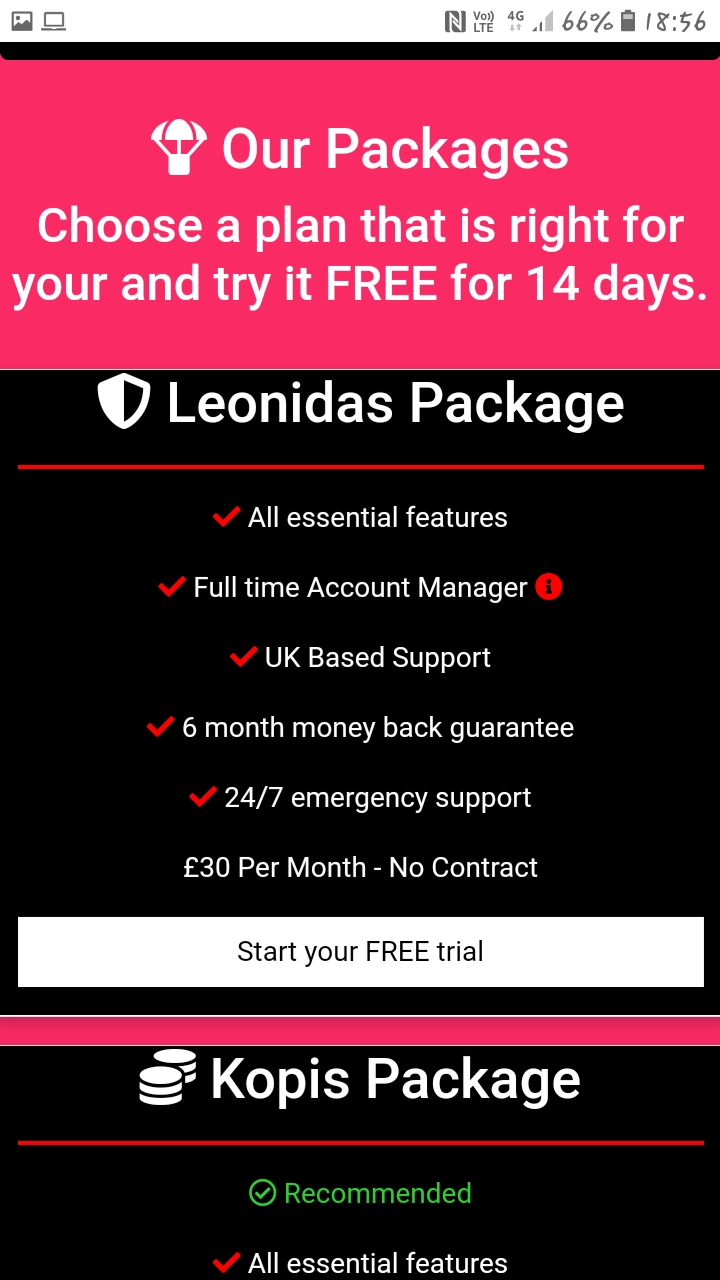 Vo)) LTE 4G 66% 18:56
Our Packages
Choose a plan that is right for
your and try it FREE for 14 days.
Leonidas Package
All essential features
Full time Account Manager
UK Based Support
6 month money back guarantee
24/7 emergency support
£30 Per Month - No Contract
Start your FREE trial
Kopis Package
Recommended
All essential features